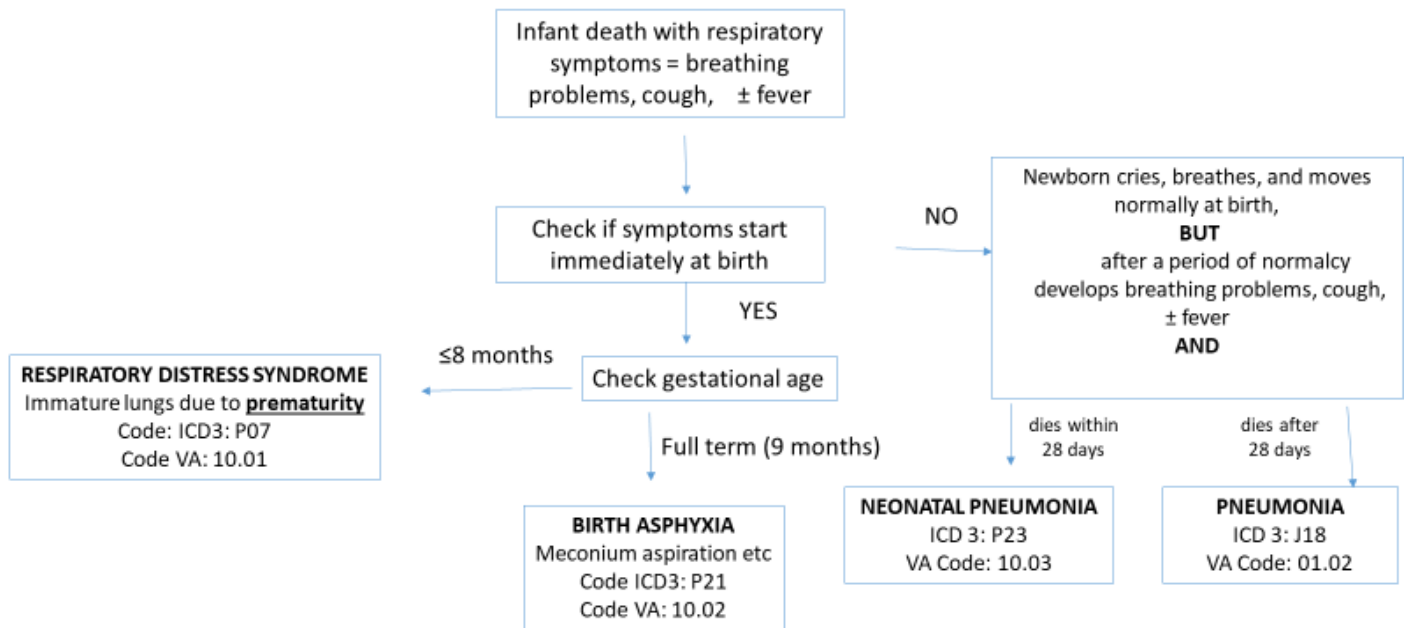 Infant death with respiratory
symptoms = breathing
problems, cough, ± fever
Check if symptoms start
immediately at birth
NO
Newborn cries, breathes, and moves
normally at birth,
BUT
after a period of normalcy
develops breathing problems, cough,
± fever
AND
YES
≤8 months
Check gestational age
RESPIRATORY DISTRESS SYNDROME
Immature lungs due to prematurity
Code: ICD3: P07
Code VA: 10.01
Full term (9 months)
dies within
28 days
dies after
28 days
BIRTH ASPHYXIA
Meconium aspiration etc
Code ICD3: P21
Code VA: 10.02
NEONATAL PNEUMONIA
ICD 3: P23
VA Code: 10.03
PNEUMONIA
ICD 3: J18
VA Code: 01.02